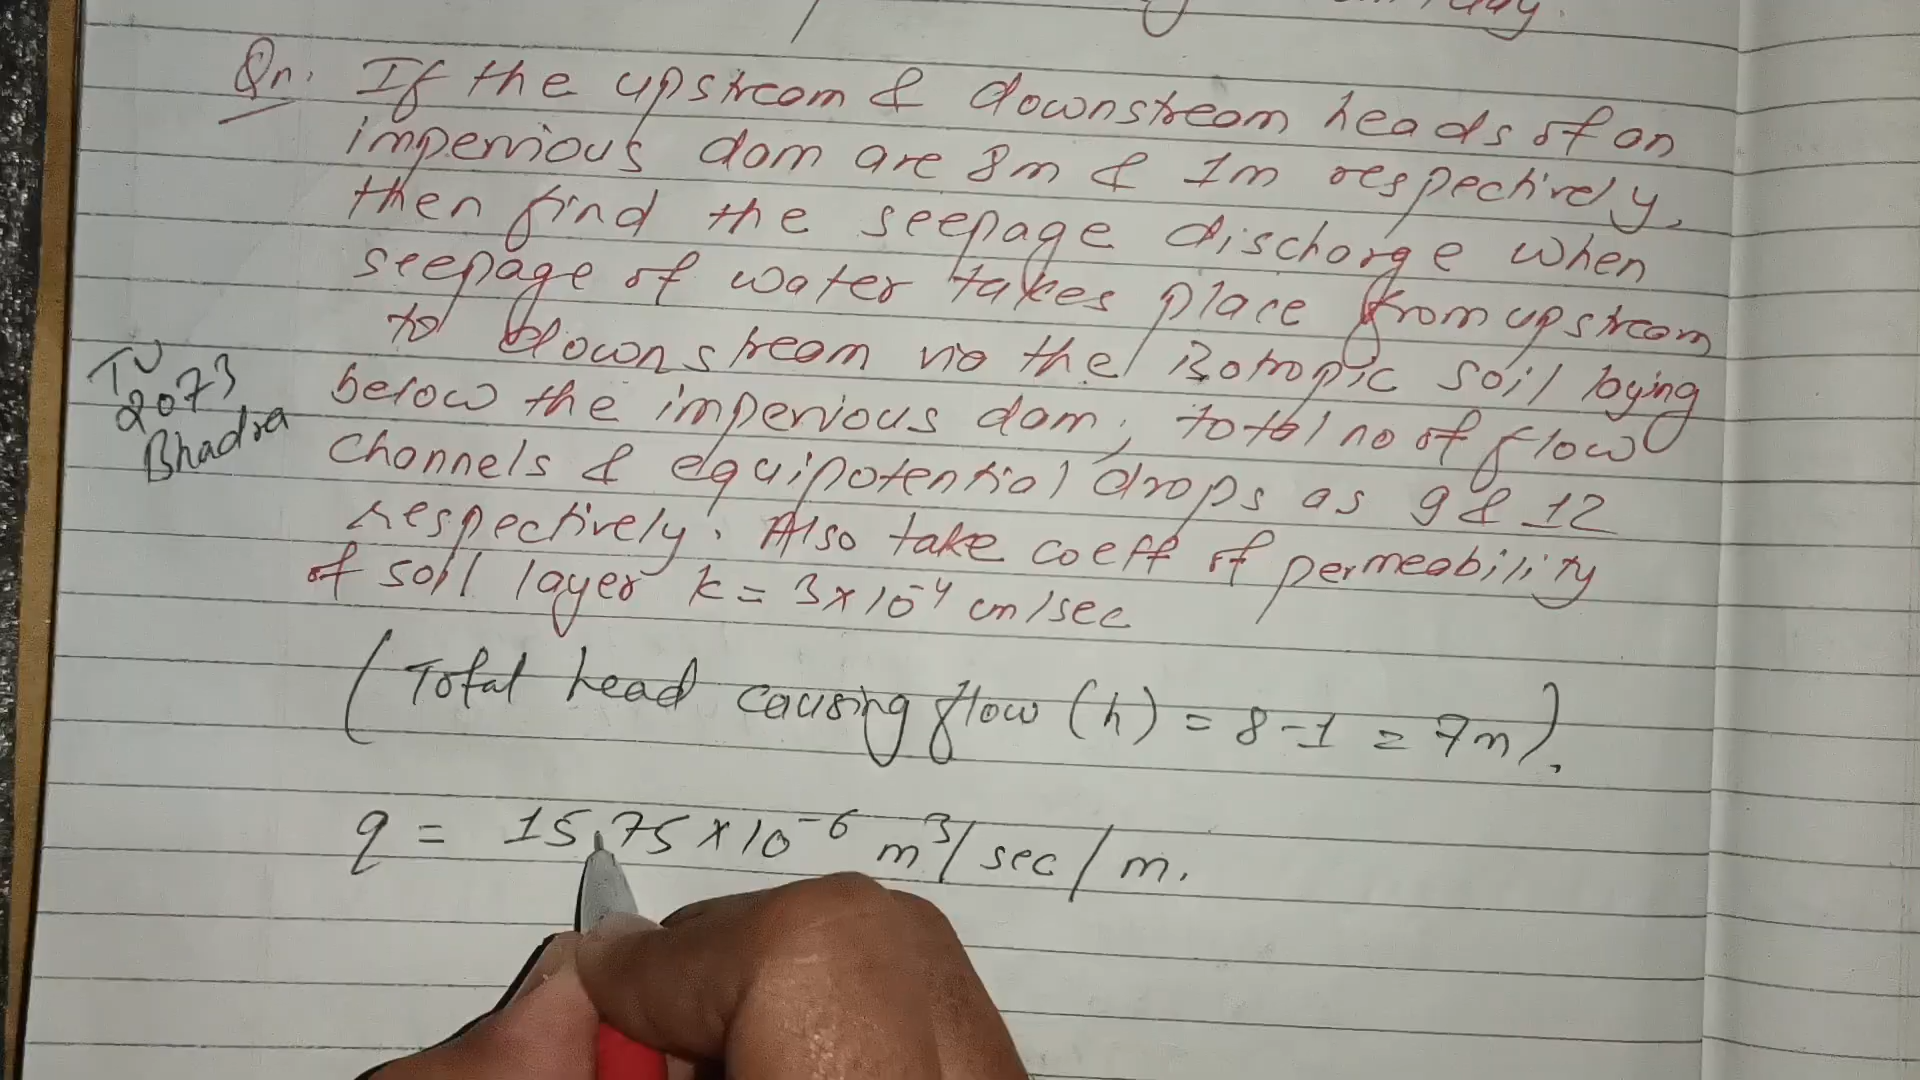 Qn. If the upstream & downstream heads of an
impervious dam are 8m & 1m respectively,
then find the seepage discharge when
seepage of water takes place from upstream
to downstream via the isotropic soil laying
TU
2073
Bhadra
below the impervious dam, total no of flow
channels & equipotential drops as 9 & 12
respectively. Also take coeff of permeability
of soil layer k = 3×10⁻⁴ cm/sec
(Total head causing flow (h) = 8-1 = 7m).
q = 15.75 × 10⁻⁶ m³/sec/m.